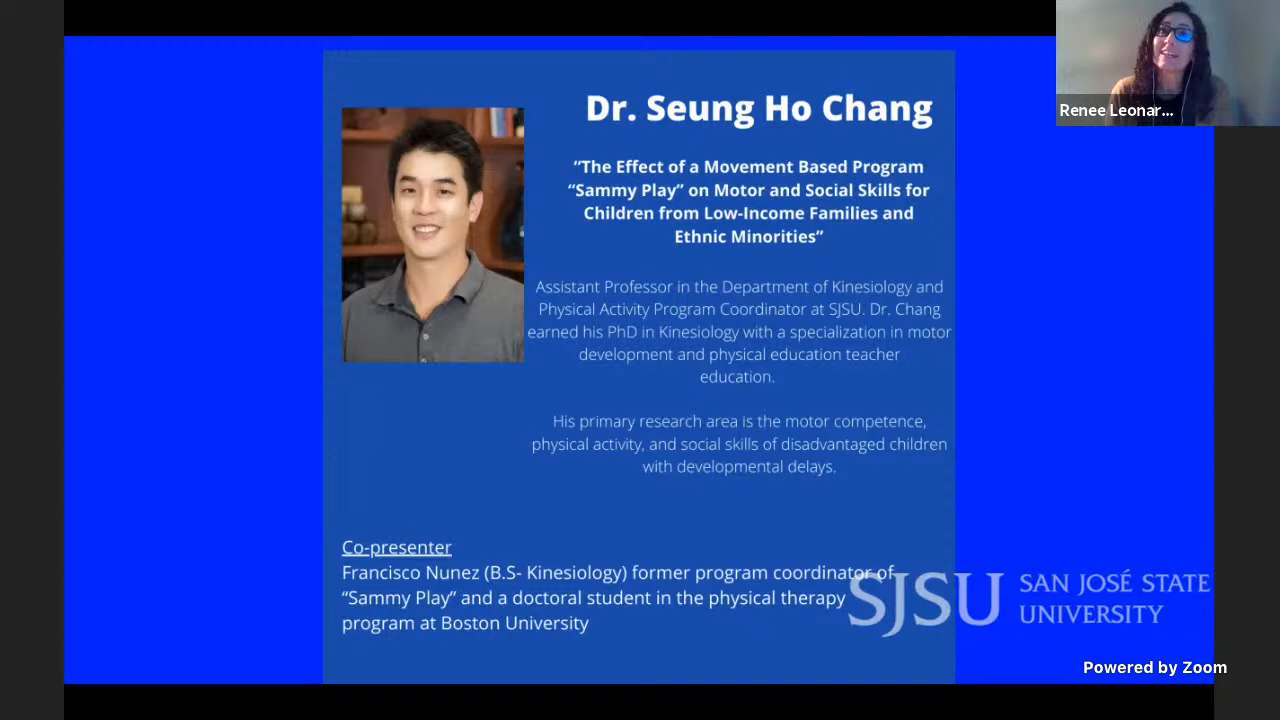 Renee Leonar...
Dr. Seung Ho Chang
“The Effect of a Movement Based Program
“Sammy Play” on Motor and Social Skills for
Children from Low-Income Families and
Ethnic Minorities”
Assistant Professor in the Department of Kinesiology and
Physical Activity Program Coordinator at SJSU. Dr. Chang
earned his PhD in Kinesiology with a specialization in motor
development and physical education teacher
education.
His primary research area is the motor competence,
physical activity, and social skills of disadvantaged children
with developmental delays.
Co-presenter
Francisco Nunez (B.S- Kinesiology) former program coordinator of
“Sammy Play” and a doctoral student in the physical therapy
program at Boston University
SJSU
SAN JOSÉ STATE
UNIVERSITY
Powered by Zoom